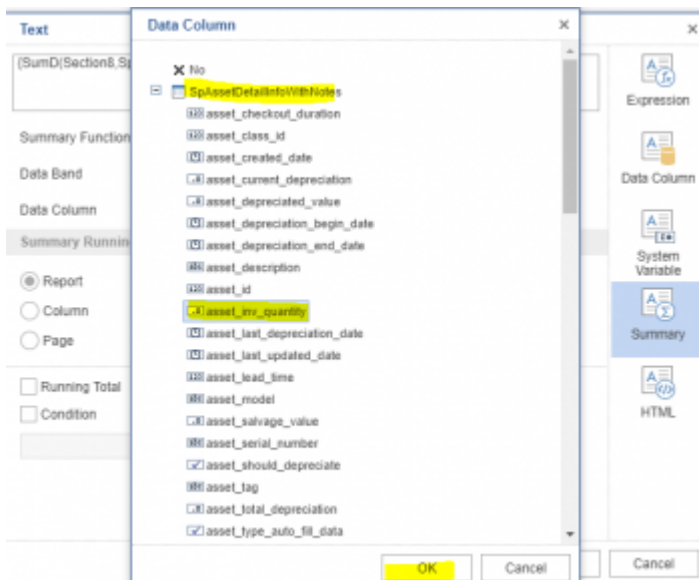 Text
{SumD(Section8,Sp
Summary Function
Data Band
Data Column
Summary Runnin
Report
Column
Page
Running Total
Condition
Data Column
No
SpAssetDetailInfoWithNotes
asset_checkout_duration
asset_class_id
asset_created_date
asset_current_depreciation
asset_depreciated_value
asset_depreciation_begin_date
asset_depreciation_end_date
asset_description
asset_id
asset_inv_quantity
asset_last_depreciation_date
asset_last_updated_date
asset_lead_time
asset_model
asset_salvage_value
asset_serial_number
asset_should_depreciate
asset_tag
asset_total_depreciation
asset_type_auto_fill_data
OK
Cancel
Expression
Data Column
System
Variable
Summary
HTML
Cancel